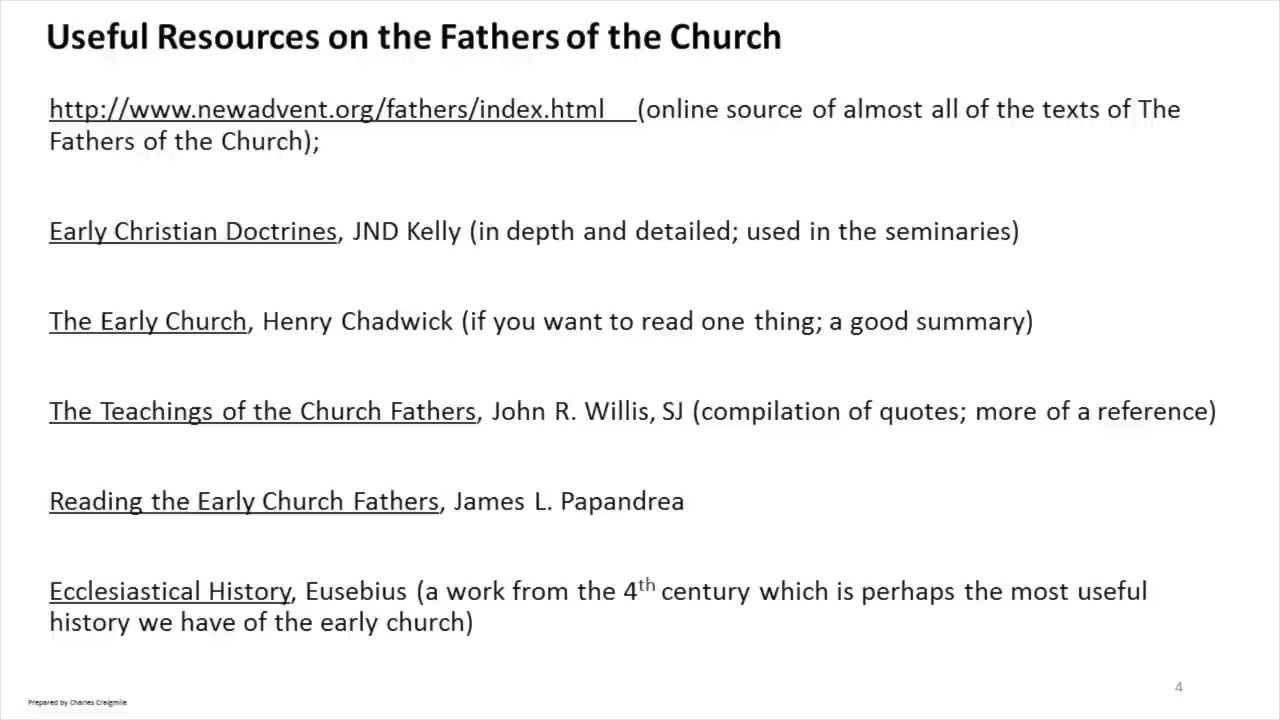 Useful Resources on the Fathers of the Church
http://www.newadvent.org/fathers/index.html (online source of almost all of the texts of The
Fathers of the Church);
Early Christian Doctrines, JND Kelly (in depth and detailed; used in the seminaries)
The Early Church, Henry Chadwick (if you want to read one thing; a good summary)
The Teachings of the Church Fathers, John R. Willis, SJ (compilation of quotes; more of a reference)
Reading the Early Church Fathers, James L. Papandrea
Ecclesiastical History, Eusebius (a work from the 4th century which is perhaps the most useful
history we have of the early church)
4
Prepared by Charles Craigmile